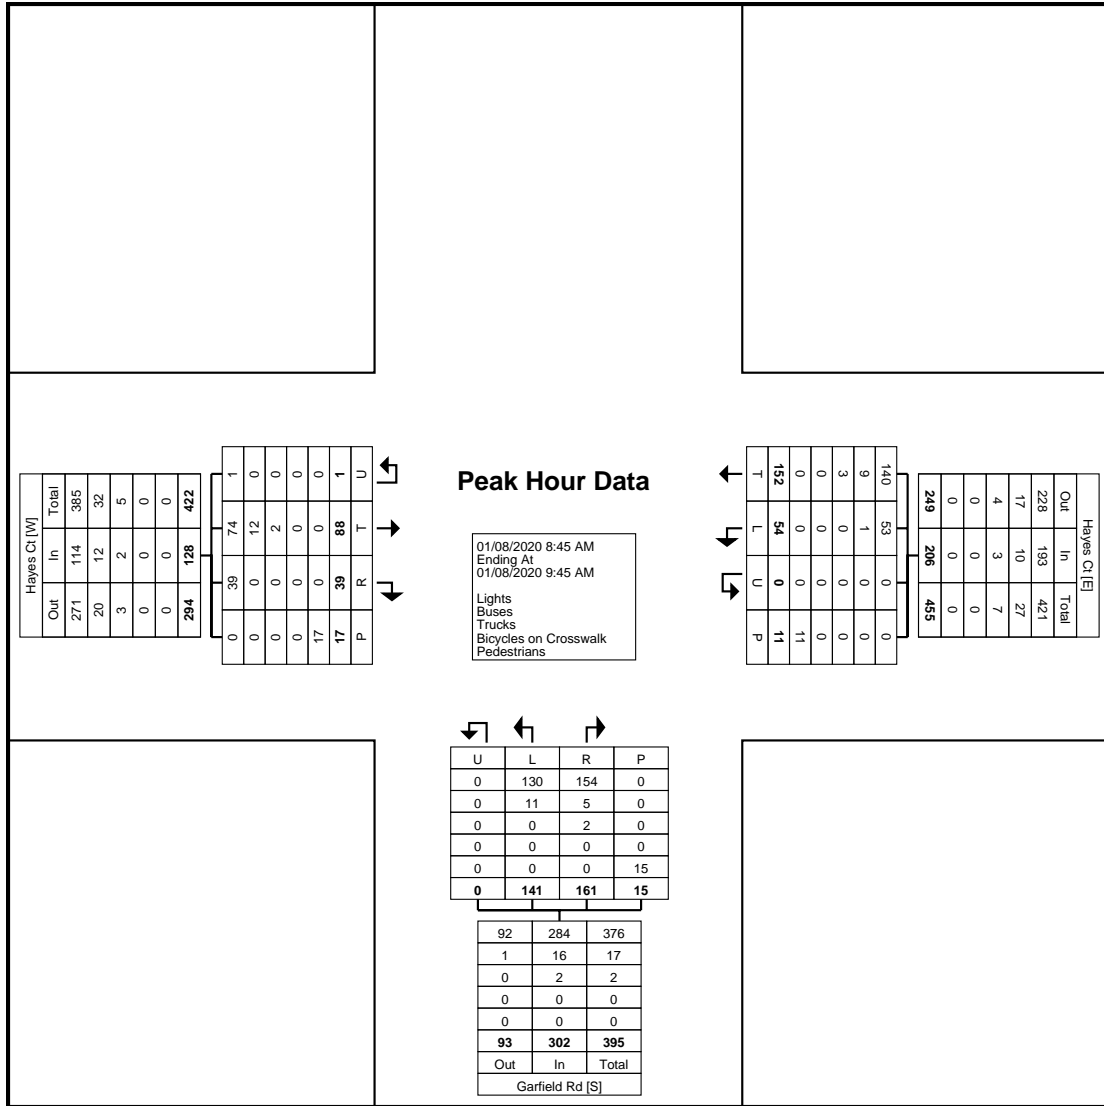 Peak Hour Data
01/08/2020 8:45 AM
Ending At
01/08/2020 9:45 AM
Lights
Buses
Trucks
Bicycles on Crosswalk
Pedestrians
U T R P
1 88 39 17
0 0 0 17
0 0 0 0
0 2 0 0
0 12 0 0
1 74 39 0
422 128 294
0 0 0
0 0 0
5 2 3
32 12 20
385 114 271
Total In Out
Hayes Ct [W]
Hayes Ct [E]
Out In Total
228 193 421
17 10 27
4 3 7
0 0 0
0 0 0
249 206 455
140 53 0 0
9 1 0 0
3 0 0 0
0 0 0 0
0 0 0 11
152 54 0 11
T L U P
U L R P
0 130 154 0
0 11 5 0
0 0 2 0
0 0 0 0
0 0 0 15
0 141 161 15
92 284 376
1 16 17
0 2 2
0 0 0
0 0 0
93 302 395
Out In Total
Garfield Rd [S]